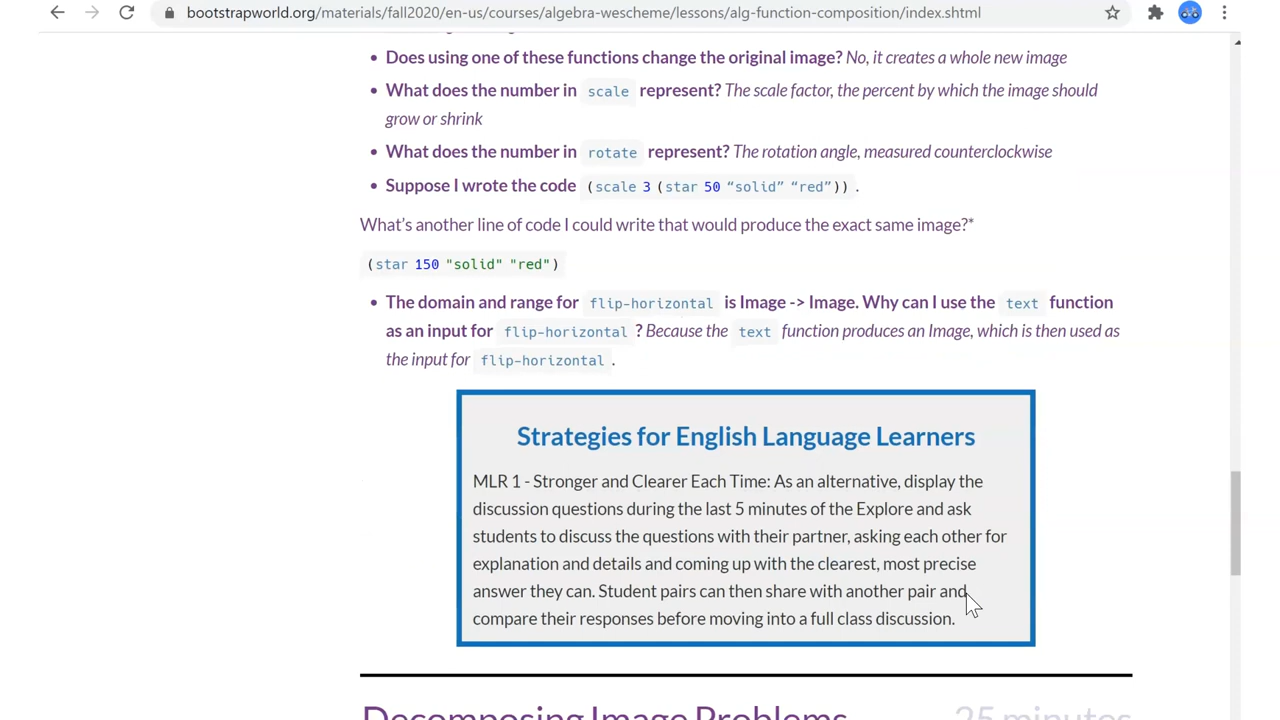 bootstrapworld.org/materials/fall2020/en-us/courses/algebra-wescheme/lessons/alg-function-composition/index.shtml
• Does using one of these functions change the original image? No, it creates a whole new image
• What does the number in scale represent? The scale factor, the percent by which the image should
grow or shrink
• What does the number in rotate represent? The rotation angle, measured counterclockwise
• Suppose I wrote the code (scale 3 (star 50 “solid” “red”)) .
What’s another line of code I could write that would produce the exact same image?*
(star 150 "solid" "red")
• The domain and range for flip-horizontal is Image -> Image. Why can I use the text function
as an input for flip-horizontal ? Because the text function produces an Image, which is then used as
the input for flip-horizontal .
Strategies for English Language Learners
MLR 1 - Stronger and Clearer Each Time: As an alternative, display the
discussion questions during the last 5 minutes of the Explore and ask
students to discuss the questions with their partner, asking each other for
explanation and details and coming up with the clearest, most precise
answer they can. Student pairs can then share with another pair and
compare their responses before moving into a full class discussion.
Decomposing Image Problems 25 minutes